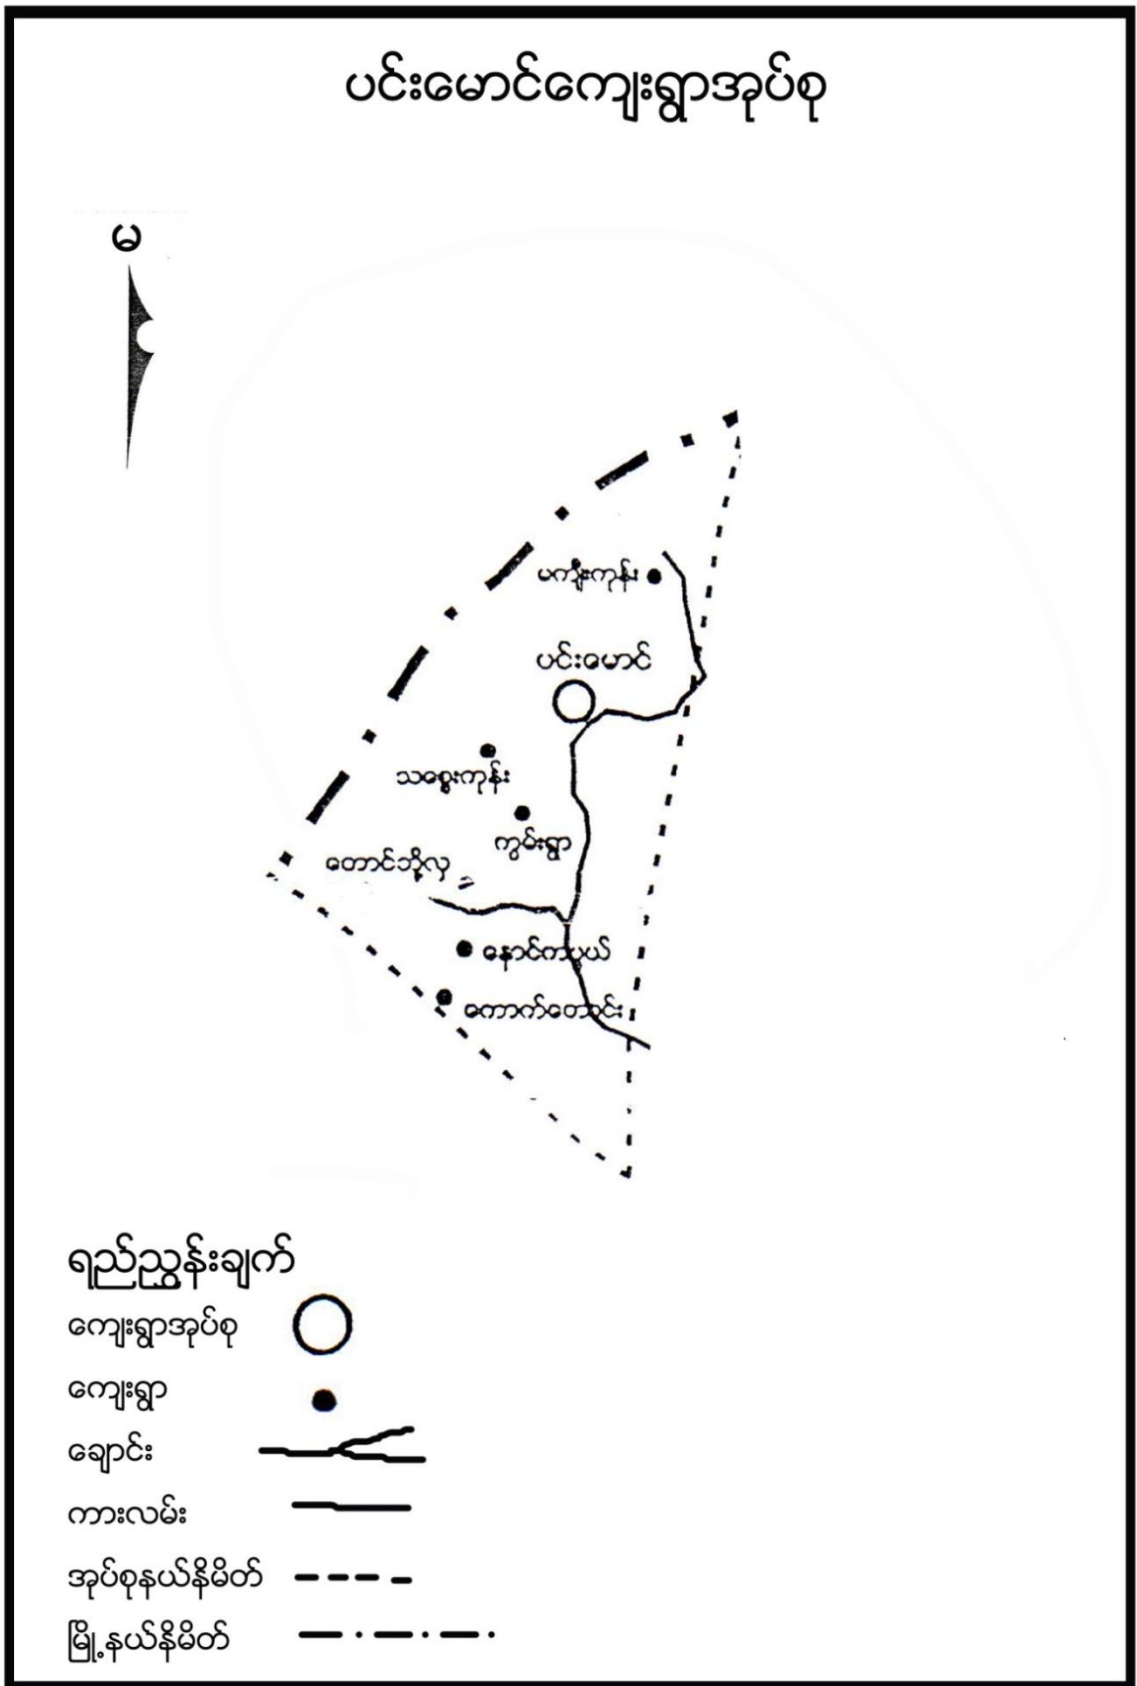 ပင်းမောင်ကျေးရွာအုပ်စု
မ
မကျီးကုန်း
ပင်းမောင်
သစွေးကုန်း
ကွမ်းရွာ
တောင်ဘို့လှ
နောင်ကပွယ်
ကောက်တောင်း
ရည်ညွှန်းချက်
ကျေးရွာအုပ်စု
ကျေးရွာ
ချောင်း
ကားလမ်း
အုပ်စုနယ်နိမိတ်
မြို့နယ်နိမိတ်